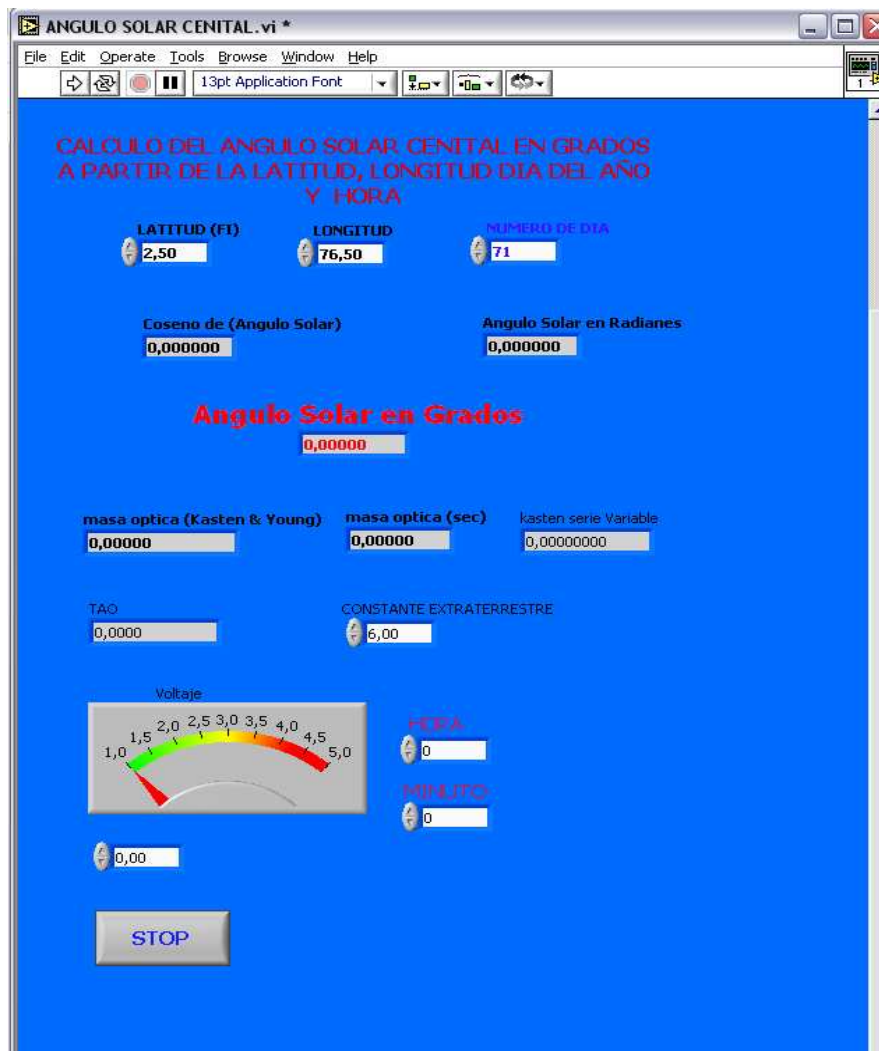 ANGULO SOLAR CENITAL.vi *
File Edit Operate Tools Browse Window Help
13pt Application Font
1
CALCULO DEL ANGULO SOLAR CENITAL EN GRADOS
A PARTIR DE LA LATITUD, LONGITUD DIA DEL AÑO
Y HORA
LATITUD (FI) LONGITUD NUMERO DE DIA
2,50 76,50 71
Coseno de (Angulo Solar) Angulo Solar en Radianes
0,000000 0,000000
Angulo Solar en Grados
0,00000
masa optica (Kasten & Young) masa optica (sec) kasten serie Variable
0,00000 0,00000 0,00000000
TAO CONSTANTE EXTRATERRESTRE
0,0000 6,00
Voltaje
1,0 1,5 2,0 2,5 3,0 3,5 4,0 4,5 5,0
HORA
0
MINUTO
0
0,00
STOP